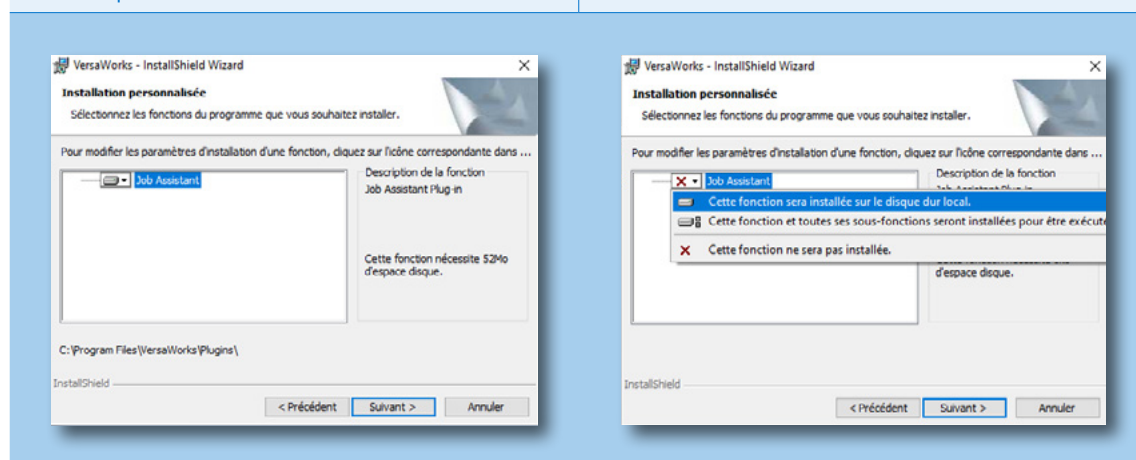 VersaWorks - InstallShield Wizard
Installation personnalisée
Sélectionnez les fonctions du programme que vous souhaitez installer.
Pour modifier les paramètres d'installation d'une fonction, cliquez sur l'icône correspondante dans ...
Job Assistant
Description de la fonction
Job Assistant Plug-in
Cette fonction nécessite 52Mo
d'espace disque.
C:\Program Files\VersaWorks\Plugins\
InstallShield
< Précédent
Suivant >
Annuler
VersaWorks - InstallShield Wizard
Installation personnalisée
Sélectionnez les fonctions du programme que vous souhaitez installer.
Pour modifier les paramètres d'installation d'une fonction, cliquez sur l'icône correspondante dans ...
Job Assistant
Description de la fonction
Cette fonction sera installée sur le disque dur local.
Cette fonction et toutes ses sous-fonctions seront installées pour être exécuté
Cette fonction ne sera pas installée.
d'espace disque.
InstallShield
< Précédent
Suivant >
Annuler